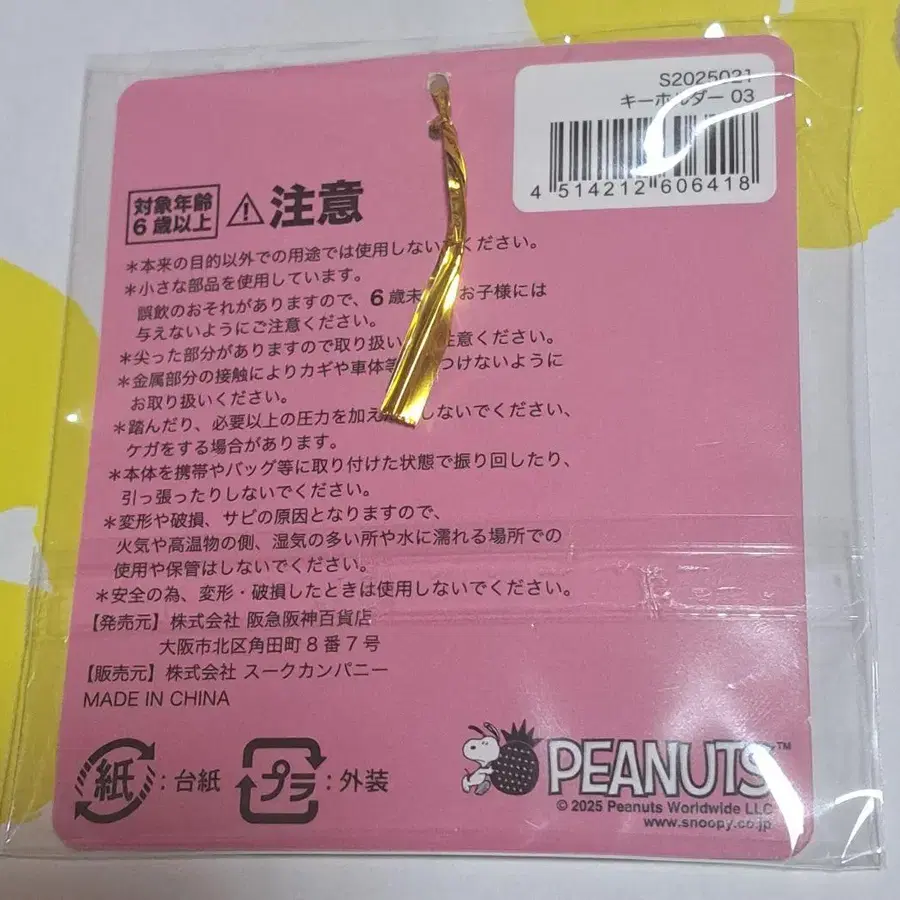 S2025021
キーホルダー 03
4 514212 606418
対象年齢
6歳以上
注意
*本来の目的以外での用途では使用しないでください。
*小さな部品を使用しています。
誤飲のおそれがありますので、6歳未 お子様には
与えないようにご注意ください。
*尖った部分がありますので取り扱い 注意ください。
*金属部分の接触によりカギや車体等 つけないように
お取り扱いください。
*踏んだり、必要以上の圧力を加え しないでください、
ケガをする場合があります。
*本体を携帯やバッグ等に取り付けた状態で振り回したり、
引っ張ったりしないでください。
*変形や破損、サビの原因となりますので、
火気や高温物の側、湿気の多い所や水に濡れる場所での
使用や保管はしないでください。
*安全の為、変形・破損したときは使用しないでください。
【発売元】株式会社 阪急阪神百貨店
大阪市北区角田町8番7号
【販売元】株式会社 スークカンパニー
MADE IN CHINA
紙:台紙 プラ:外装
PEANUTS™
© 2025 Peanuts Worldwide LLC
www.snoopy.co.jp